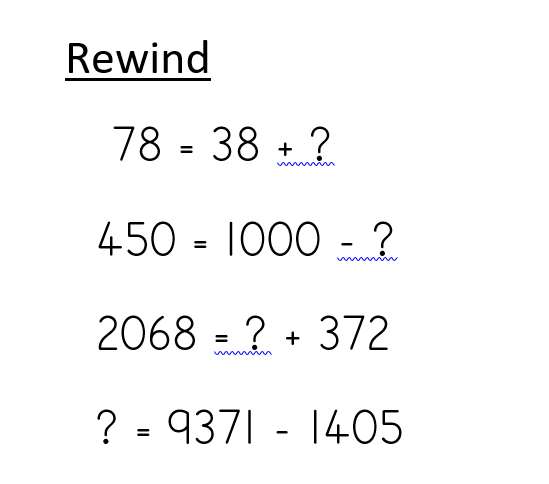 Rewind
78 = 38 + ?
450 = 1000 - ?
2068 = ? + 372
? = 9371 - 1405